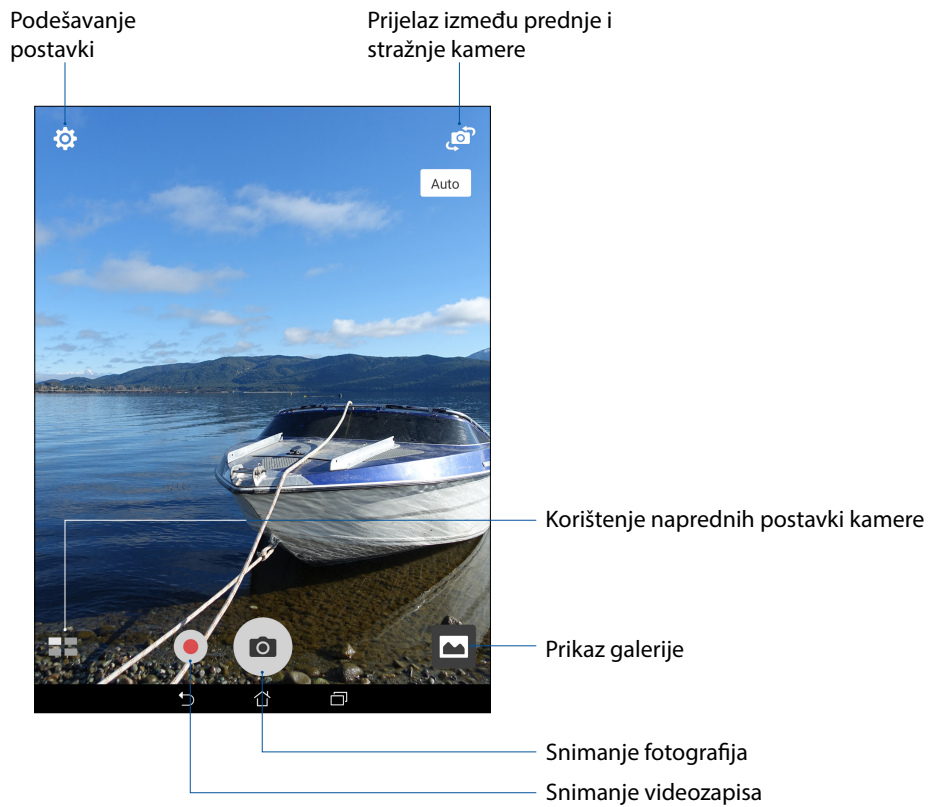 Podešavanje
postavki
Prijelaz između prednje i
stražnje kamere
Auto
Korištenje naprednih postavki kamere
Prikaz galerije
Snimanje fotografija
Snimanje videozapisa